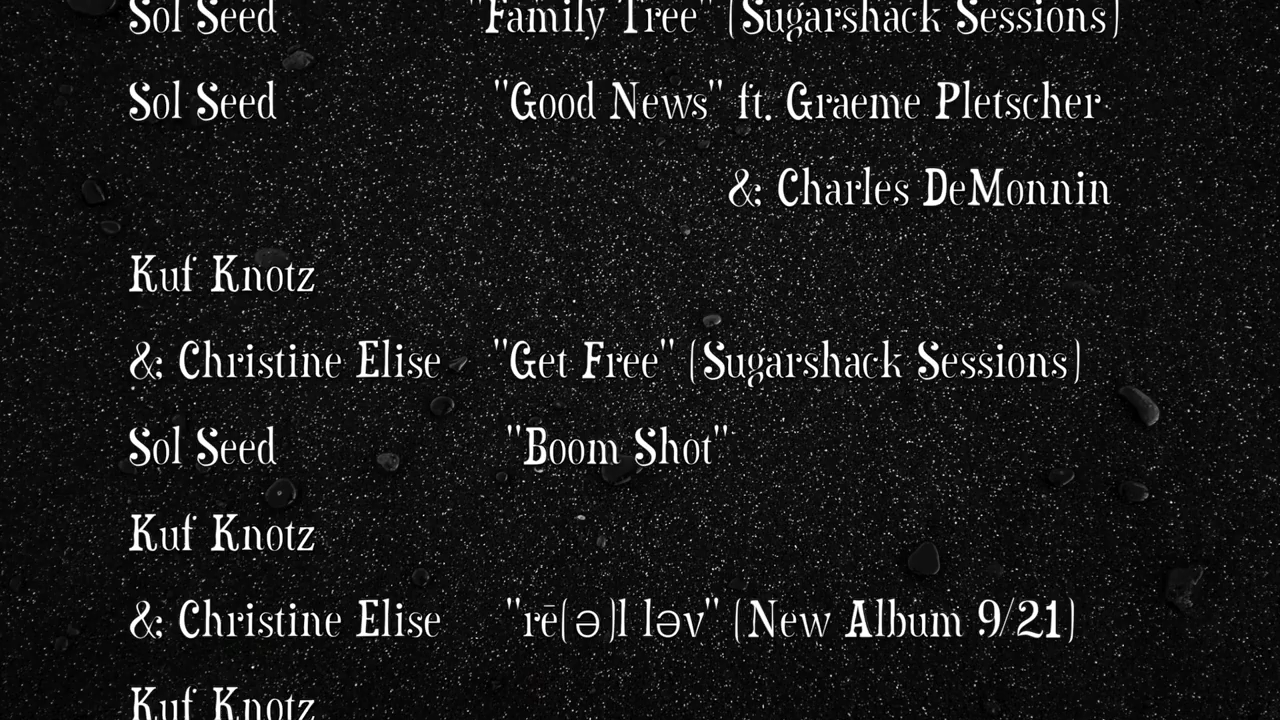 Sol Seed "Family Tree" (Sugarshack Sessions)
Sol Seed "Good News" ft. Graeme Pletscher
& Charles DeMonnin
Kuf Knotz
& Christine Elise "Get Free" (Sugarshack Sessions)
Sol Seed "Boom Shot"
Kuf Knotz
& Christine Elise "rē(ə)l ləv" (New Album 9/21)
Kuf Knotz